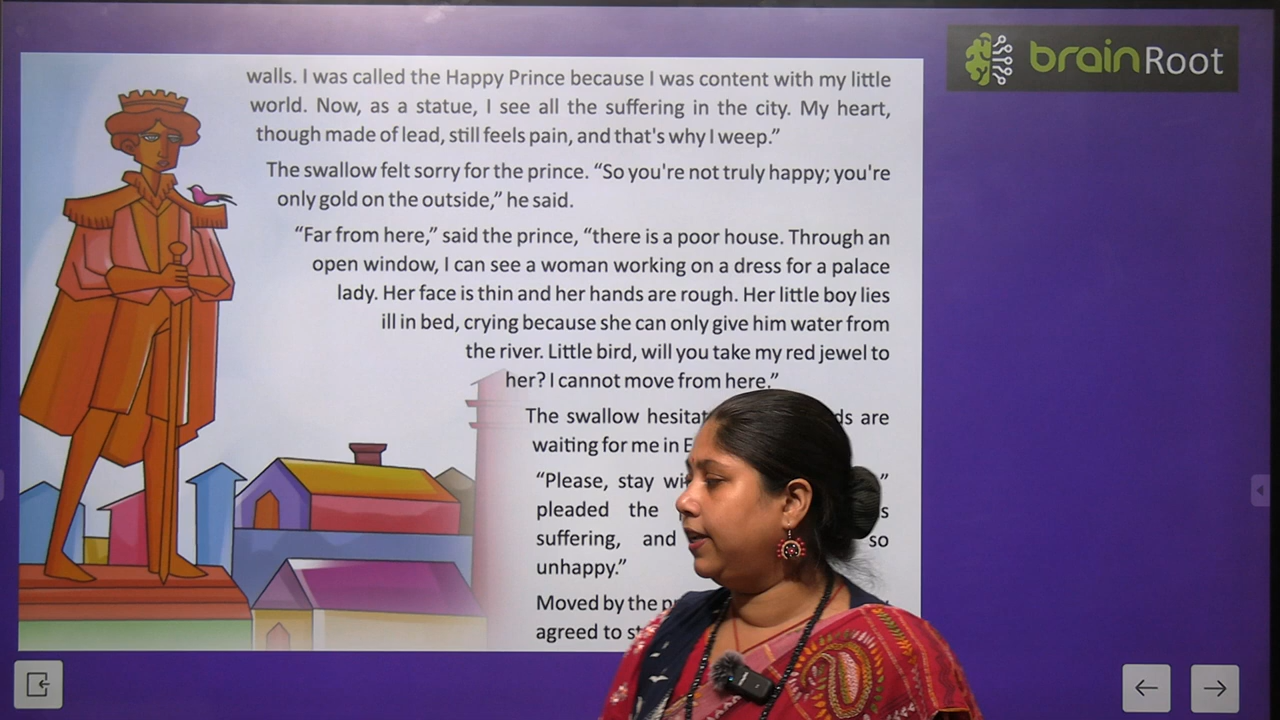 brainRoot
walls. I was called the Happy Prince because I was content with my little
world. Now, as a statue, I see all the suffering in the city. My heart,
though made of lead, still feels pain, and that's why I weep.”
The swallow felt sorry for the prince. “So you're not truly happy; you're
only gold on the outside,” he said.
“Far from here,” said the prince, “there is a poor house. Through an
open window, I can see a woman working on a dress for a palace
lady. Her face is thin and her hands are rough. Her little boy lies
ill in bed, crying because she can only give him water from
the river. Little bird, will you take my red jewel to
her? I cannot move from here.”
The swallow are
waiting for me in
“Please, stay ”
pleaded the
suffering, and so
unhappy.”
Moved by the
agreed to